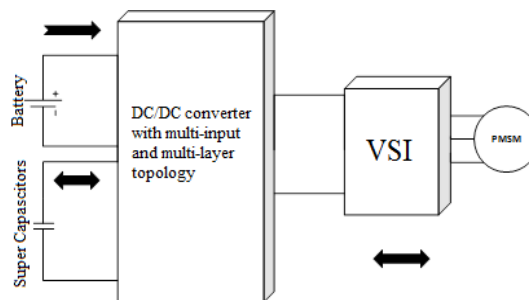 Battery
+
−
Super Capascitors
DC/DC converter
with multi-input
and multi-layer
topology
VSI
PMSM